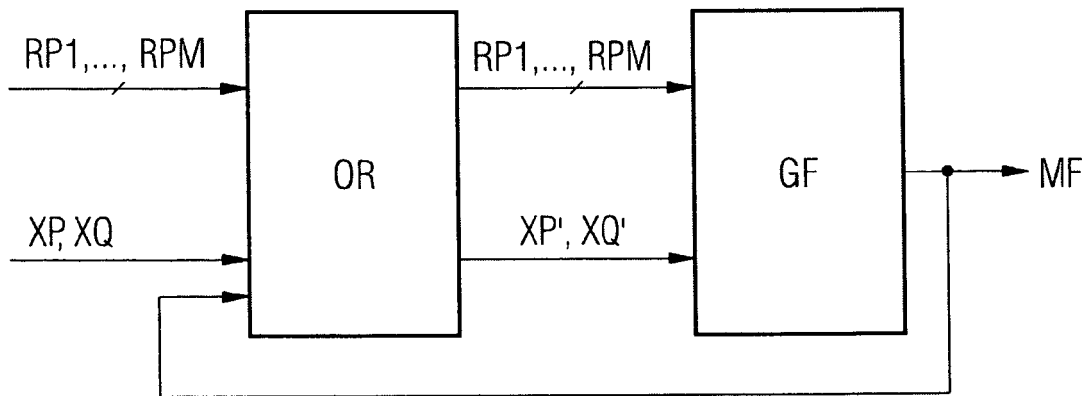 RP1,..., RPM
RP1,..., RPM
OR
GF
MF
XP, XQ
XP', XQ'